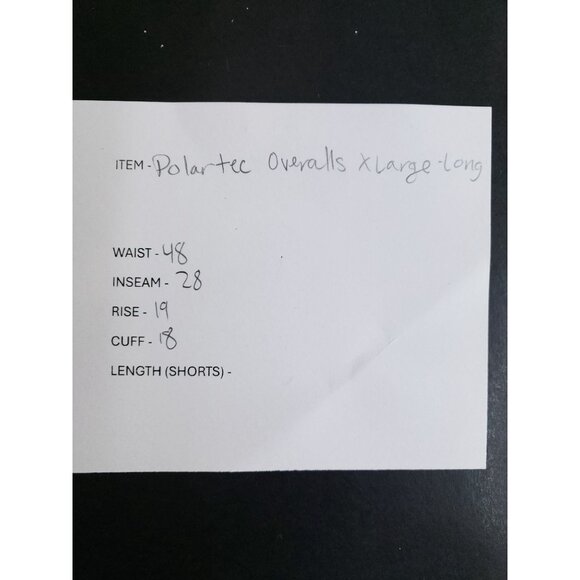 ITEM - Polartec Overalls XLarge-Long
WAIST - 48
INSEAM - 28
RISE - 19
CUFF - 18
LENGTH (SHORTS) -